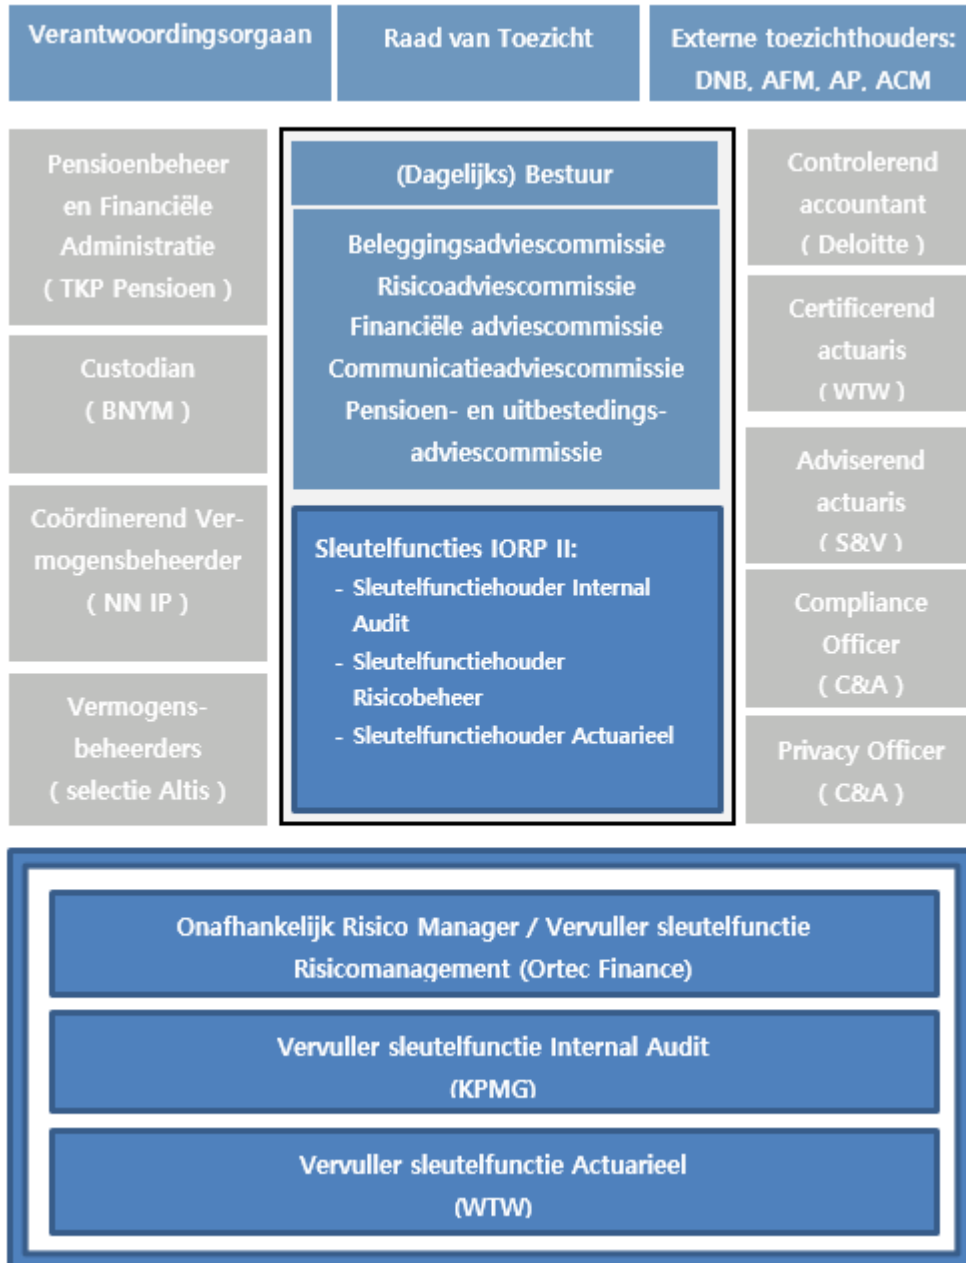 Verantwoordingsorgaan
Raad van Toezicht
Externe toezichthouders:
DNB, AFM, AP, ACM
Pensioenbeheer
en Financiële
Administratie
( TKP Pensioen )
Custodian
( BNYM )
Coördinerend Ver-
mogensbeheerder
( NN IP )
Vermogens-
beheerders
( selectie Altis )
(Dagelijks) Bestuur
Beleggingsadviescommissie
Risicoadviescommissie
Financiële adviescommissie
Communicatieadviescommissie
Pensioen- en uitbestedings-
adviescommissie
Sleutelfuncties IORP II:
- Sleutelfunctiehouder Internal
Audit
- Sleutelfunctiehouder
Risicobeheer
- Sleutelfunctiehouder Actuarieel
Controlerend
accountant
( Deloitte )
Certificerend
actuaris
( WTW )
Adviserend
actuaris
( S&V )
Compliance
Officer
( C&A )
Privacy Officer
( C&A )
Onafhankelijk Risico Manager / Vervuller sleutelfunctie
Risicomanagement (Ortec Finance)
Vervuller sleutelfunctie Internal Audit
(KPMG)
Vervuller sleutelfunctie Actuarieel
(WTW)